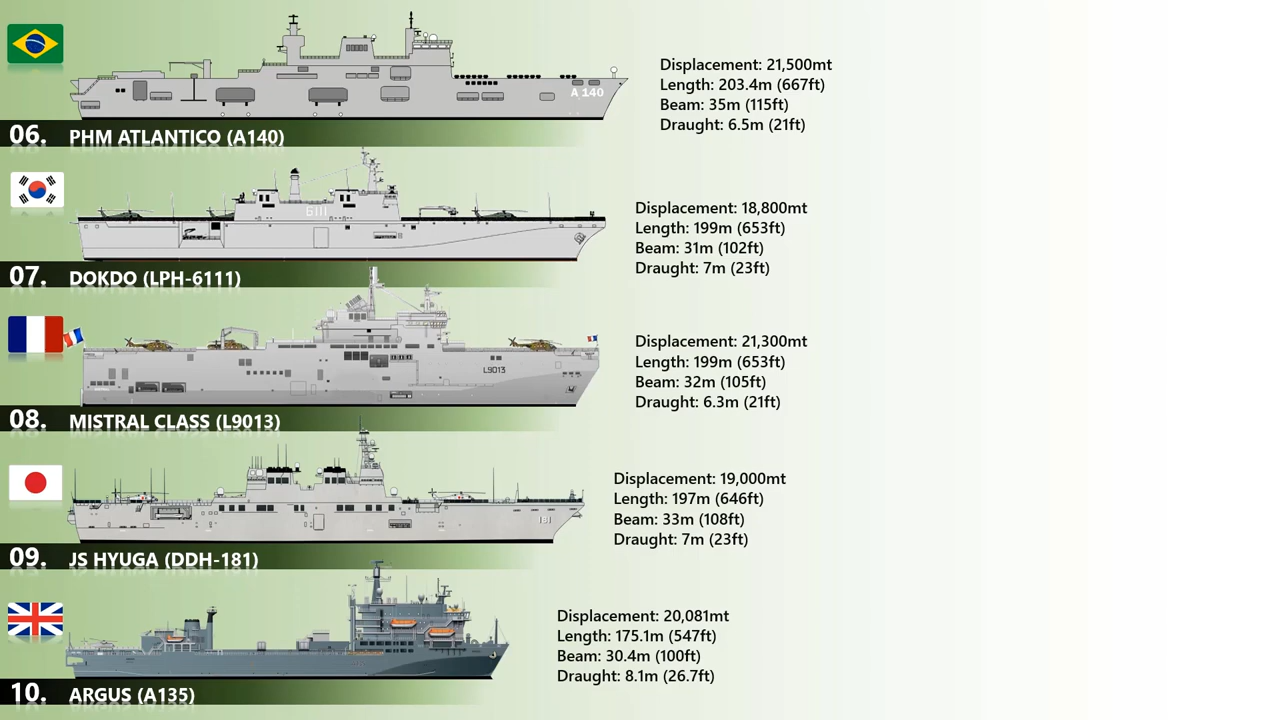 A 140
Displacement: 21,500mt
Length: 203.4m (667ft)
Beam: 35m (115ft)
Draught: 6.5m (21ft)
06. PHM ATLANTICO (A140)
6111
Displacement: 18,800mt
Length: 199m (653ft)
Beam: 31m (102ft)
Draught: 7m (23ft)
07. DOKDO (LPH-6111)
L9013
Displacement: 21,300mt
Length: 199m (653ft)
Beam: 32m (105ft)
Draught: 6.3m (21ft)
08. MISTRAL CLASS (L9013)
181
Displacement: 19,000mt
Length: 197m (646ft)
Beam: 33m (108ft)
Draught: 7m (23ft)
09. JS HYUGA (DDH-181)
Displacement: 20,081mt
Length: 175.1m (547ft)
Beam: 30.4m (100ft)
Draught: 8.1m (26.7ft)
10. ARGUS (A135)